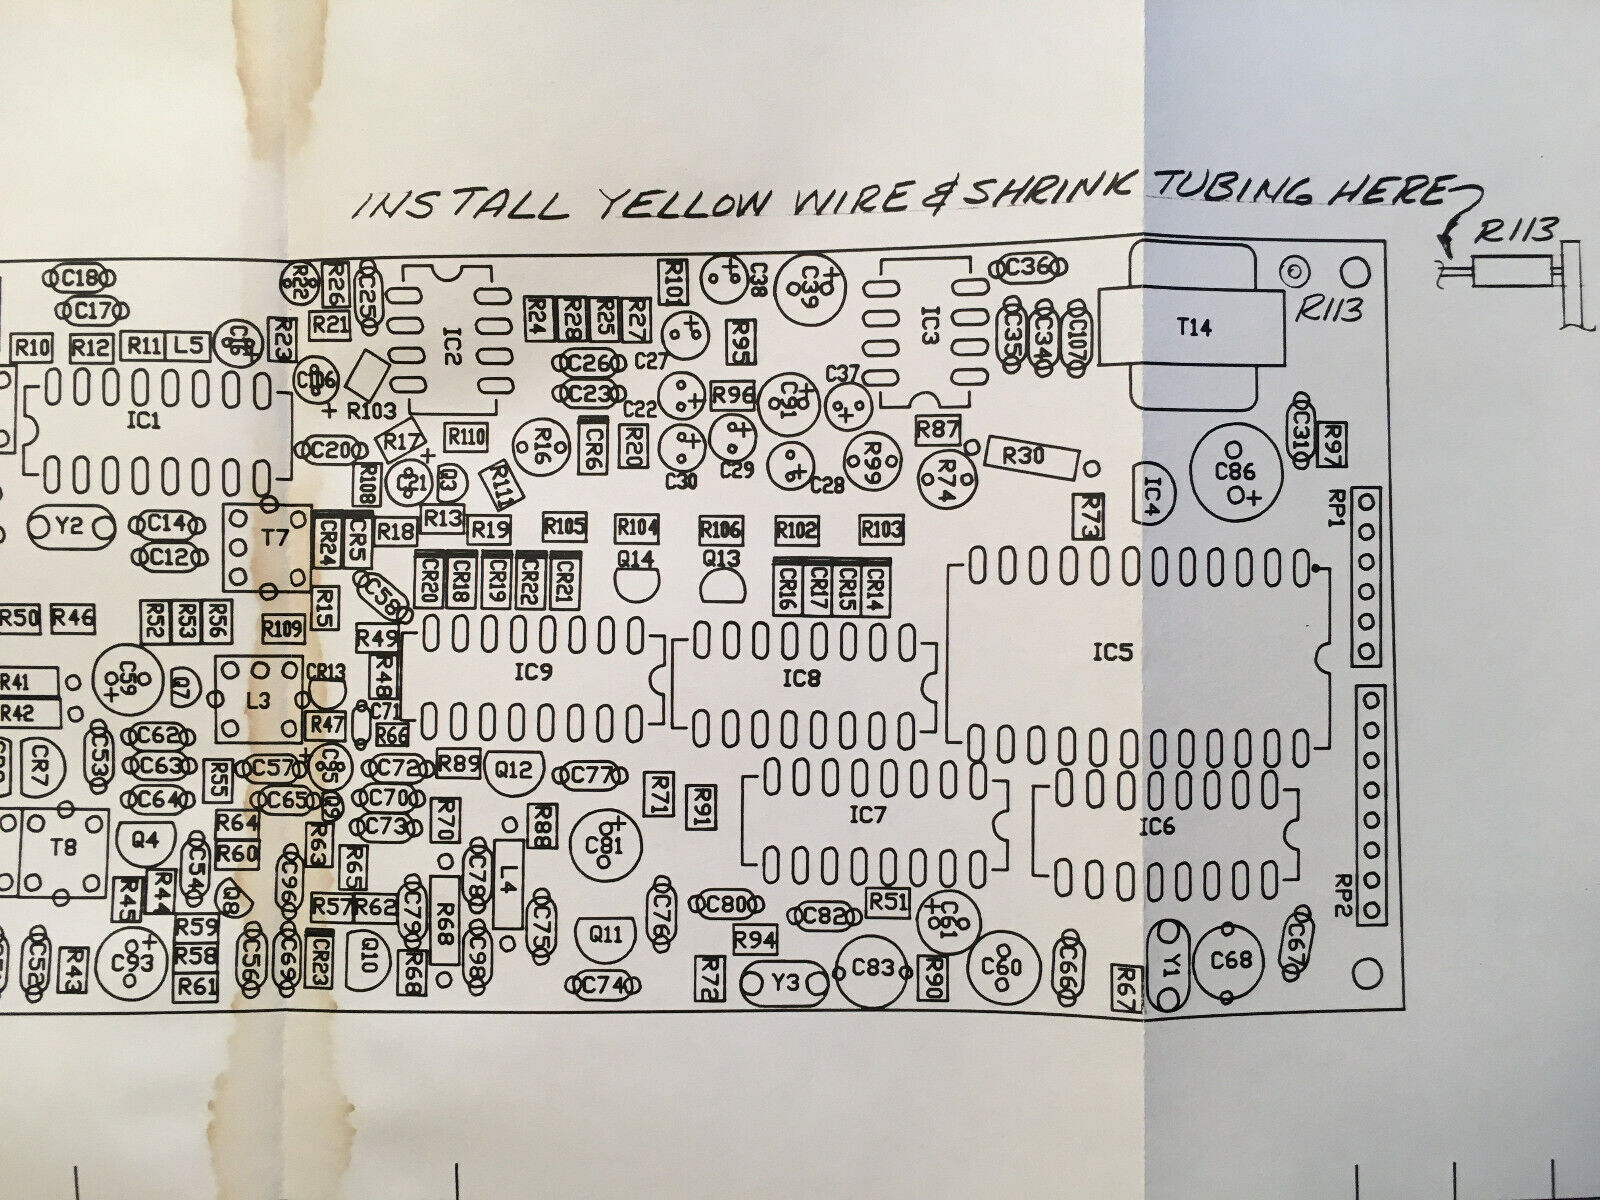 INSTALL YELLOW WIRE & SHRINK TUBING HERE
R113
R113
C18
C17
R22
R26
C25
R21
IC2
R24
R28
R25
R27
R101
C38
C39
IC3
C36
T14
R10
R12
R11
L5
R23
C26
C27
R95
C35
C34
C107
C23
C22
R96
C91
C37
R103
IC1
R17
R110
R16
CR6
R20
C30
C29
C28
R99
R87
R74
R30
IC4
C86
C31
R97
C20
R108
C21
Q3
R111
R73
RP1
Y2
C14
C12
T7
CR24
CR5
R18
R13
R19
R105
R104
R106
R102
R103
Q14
Q13
CR20
CR18
CR19
CR22
CR21
CR16
CR17
CR15
CR14
C58
R15
R50
R46
R52
R53
R56
R109
R49
R48
IC9
IC8
IC5
R41
R42
C59
Q7
L3
CR13
R47
C71
R66
CR7
C53
C62
C63
C64
R55
C57
C65
C72
C70
C73
R89
Q12
C77
R71
R91
IC7
IC6
T8
Q4
C54
R64
R60
R63
R65
R70
C78
L4
R88
C81
R45
R44
Q8
C96
R57
R62
C79
R68
C75
C76
C80
C82
R51
C61
RP2
R59
R58
R61
C52
R43
C93
C56
C69
CR23
Q10
R68
C98
Q11
C74
R94
R72
Y3
C83
R90
C60
C66
R67
Y1
C68
C67